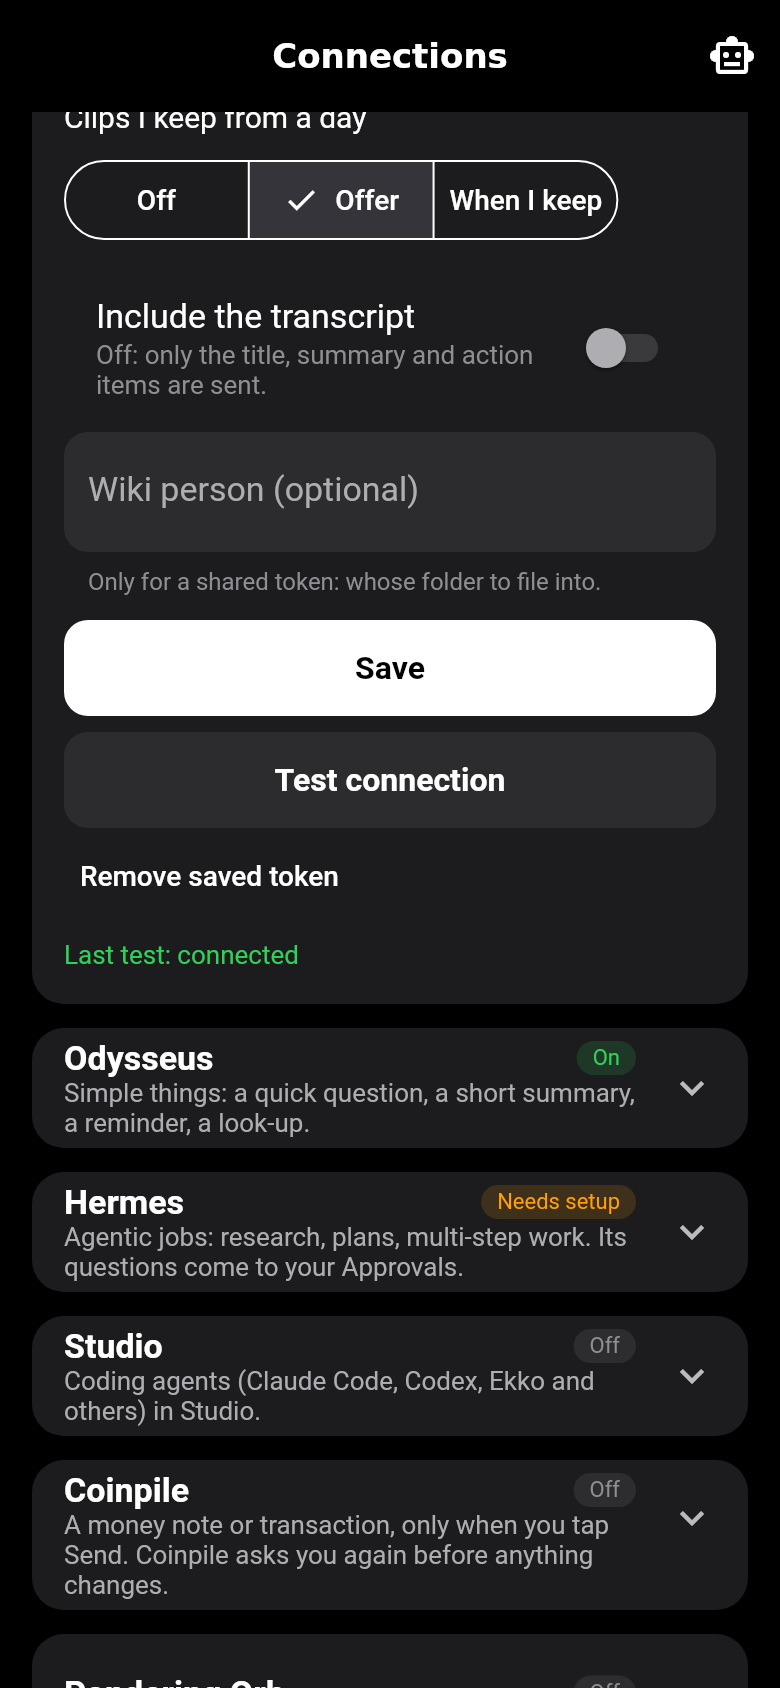 Connections
Clips I keep from a day
Off
Offer
When I keep
Include the transcript
Off: only the title, summary and action
items are sent.
Wiki person (optional)
Only for a shared token: whose folder to file into.
Save
Test connection
Remove saved token
Last test: connected
Odysseus
On
Simple things: a quick question, a short summary,
a reminder, a look-up.
Hermes
Needs setup
Agentic jobs: research, plans, multi-step work. Its
questions come to your Approvals.
Studio
Off
Coding agents (Claude Code, Codex, Ekko and
others) in Studio.
Coinpile
Off
A money note or transaction, only when you tap
Send. Coinpile asks you again before anything
changes.
Off